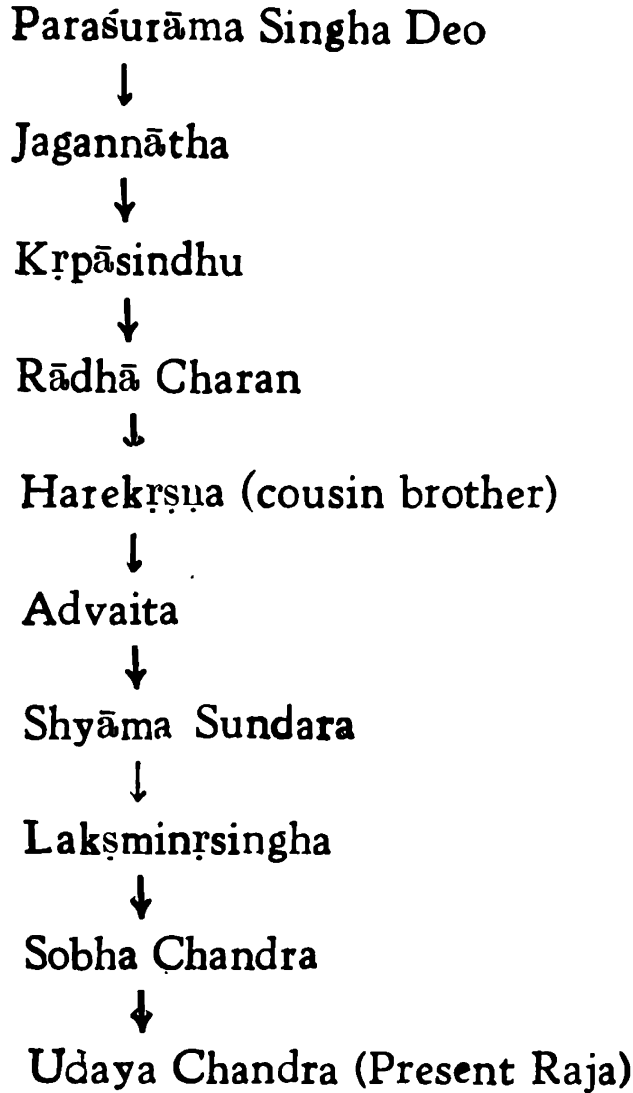 Paraśurāma Singha Deo
↓
Jagannātha
↓
Kṛpāsindhu
↓
Rādhā Charan
↓
Harekṛṣṇa (cousin brother)
↓
Advaita
↓
Shyāma Sundara
↓
Lakṣminṛsingha
↓
Sobha Chandra
↓
Udaya Chandra (Present Raja)